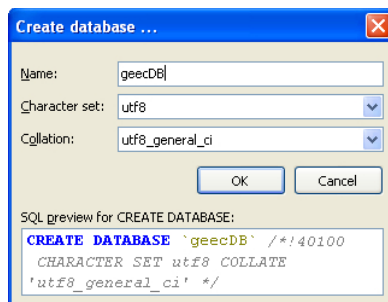 Create database ...
Name: geecDB
Character set: utf8
Collation: utf8_general_ci
OK Cancel
SQL preview for CREATE DATABASE:
CREATE DATABASE `geecDB` /*!40100
CHARACTER SET utf8 COLLATE
'utf8_general_ci' */